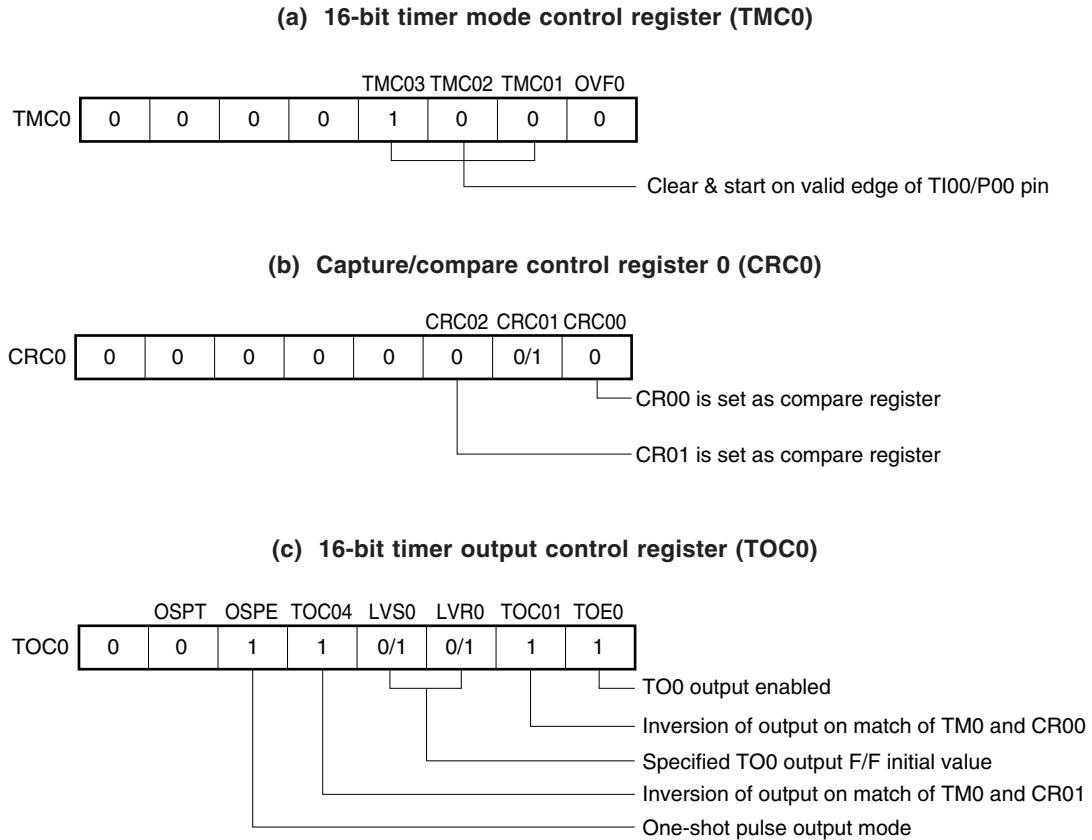 (a) 16-bit timer mode control register (TMC0)
TMC03 TMC02 TMC01 OVF0
TMC0 0 0 0 0 1 0 0 0
Clear & start on valid edge of TI00/P00 pin
(b) Capture/compare control register 0 (CRC0)
CRC02 CRC01 CRC00
CRC0 0 0 0 0 0 0 0/1 0
CR00 is set as compare register
CR01 is set as compare register
(c) 16-bit timer output control register (TOC0)
OSPT OSPE TOC04 LVS0 LVR0 TOC01 TOE0
TOC0 0 0 1 1 0/1 0/1 1 1
TO0 output enabled
Inversion of output on match of TM0 and CR00
Specified TO0 output F/F initial value
Inversion of output on match of TM0 and CR01
One-shot pulse output mode